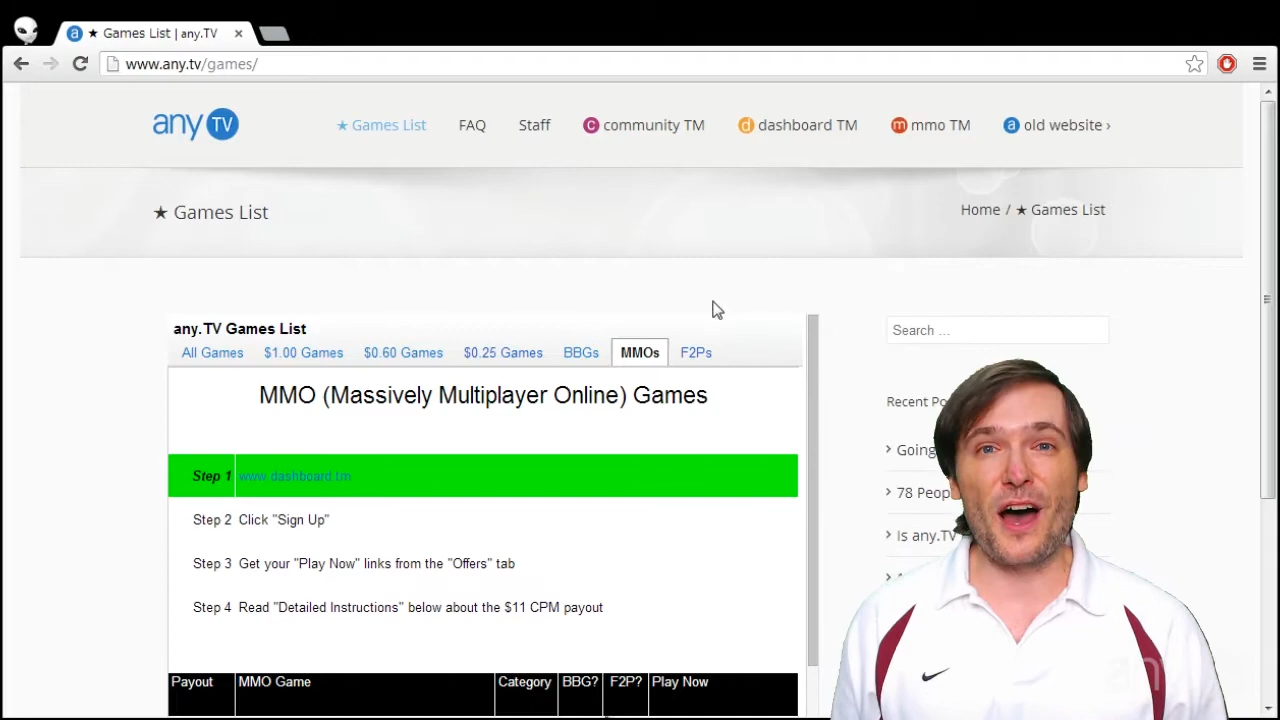 ★ Games List | any.TV ×
www.any.tv/games/
any TV
★ Games List FAQ Staff c community TM d dashboard TM m mmo TM a old website ›
★ Games List
Home / ★ Games List
any.TV Games List
All Games $1.00 Games $0.60 Games $0.25 Games BBGs MMOs F2Ps
MMO (Massively Multiplayer Online) Games
Step 1 www.dashboard.tm
Step 2 Click "Sign Up"
Step 3 Get your "Play Now" links from the "Offers" tab
Step 4 Read "Detailed Instructions" below about the $11 CPM payout
Payout MMO Game Category BBG? F2P? Play Now
Search ...
Recent
Going
78
Is any.TV